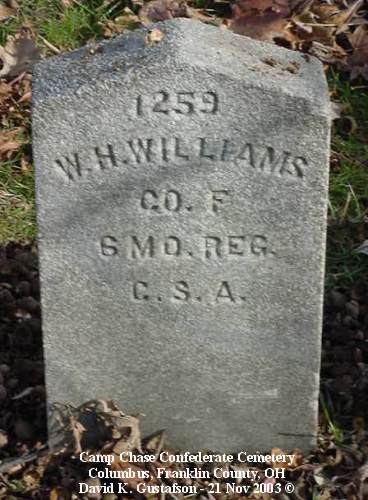 1259
W. H. WILLIAMS
CO. F
6 MO. REG.
C. S. A.
Camp Chase Confederate Cemetery
Columbus, Franklin County, OH
David K. Gustafson - 21 Nov 2003 ©